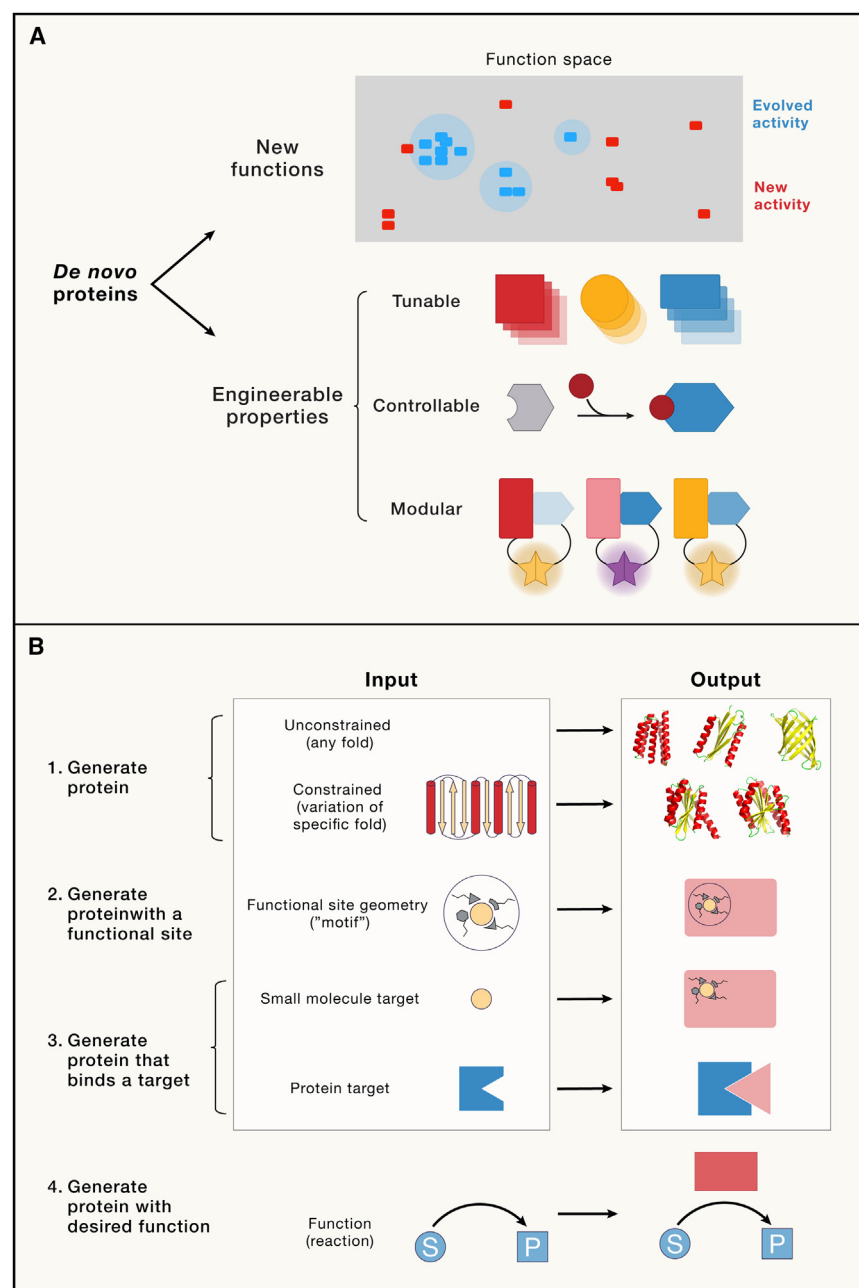 A
Function space
Evolved
activity
New
functions
New
activity
De novo
proteins
Tunable
Engineerable
properties
Controllable
Modular
B
Input
Output
Unconstrained
(any fold)
1. Generate
protein
Constrained
(variation of
specific fold)
2. Generate
proteinwith a
functional site
Functional site geometry
("motif")
Small molecule target
3. Generate
protein that
binds a target
Protein target
4. Generate
protein with
desired function
Function
(reaction)
S
P
S
P